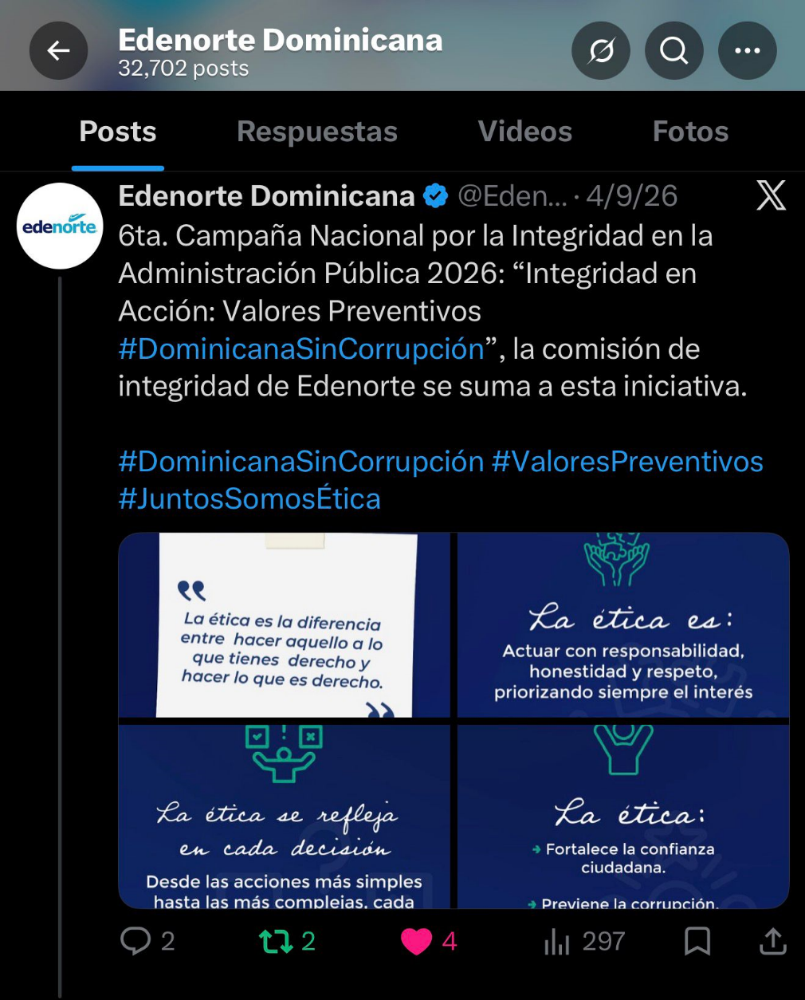 Edenorte Dominicana
32,702 posts
Posts
Respuestas
Videos
Fotos
edenorte
Edenorte Dominicana @Eden... · 4/9/26
6ta. Campaña Nacional por la Integridad en la
Administración Pública 2026: “Integridad en
Acción: Valores Preventivos
#DominicanaSinCorrupción”, la comisión de
integridad de Edenorte se suma a esta iniciativa.
#DominicanaSinCorrupción #ValoresPreventivos
#JuntosSomosÉtica
La ética es la diferencia
entre hacer aquello a lo
que tienes derecho y
hacer lo que es derecho.
La ética es:
Actuar con responsabilidad,
honestidad y respeto,
priorizando siempre el interés
La ética se refleja
en cada decisión
Desde las acciones más simples
hasta las más complejas, cada
La ética:
Fortalece la confianza
ciudadana.
Previene la corrupción.
2
2
4
297